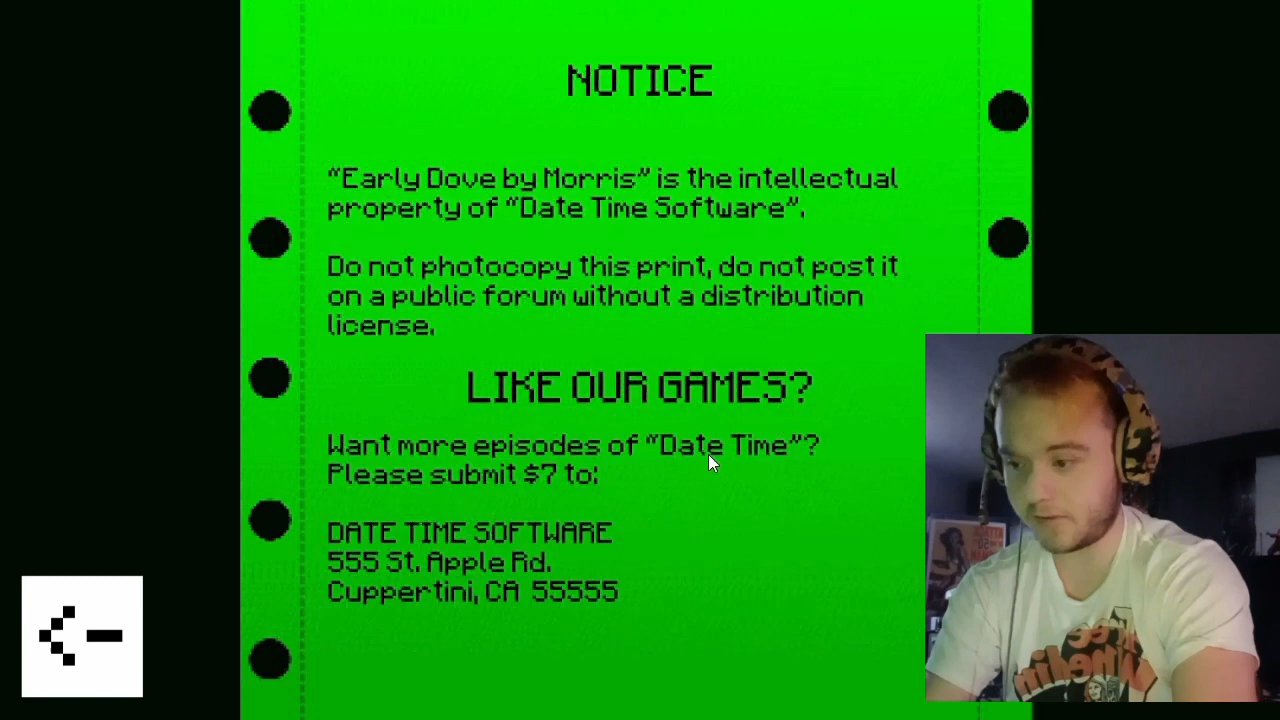 NOTICE
"Early Dove by Morris" is the intellectual
property of "Date Time Software".
Do not photocopy this print, do not post it
on a public forum without a distribution
license.
LIKE OUR GAMES?
Want more episodes of "Date Time"?
Please submit $7 to:
DATE TIME SOFTWARE
555 St. Apple Rd.
Cuppertini, CA 55555